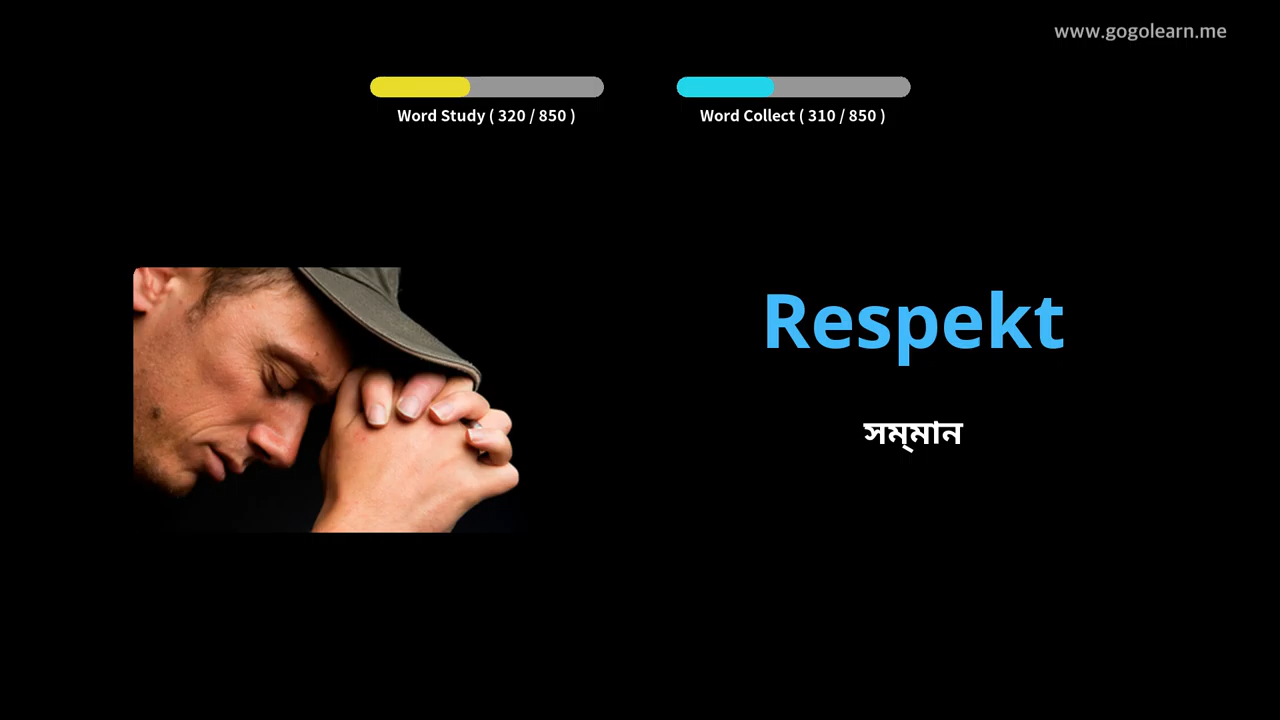 www.gogolearn.me
Word Study ( 320 / 850 )
Word Collect ( 310 / 850 )
Respekt
সম্মান